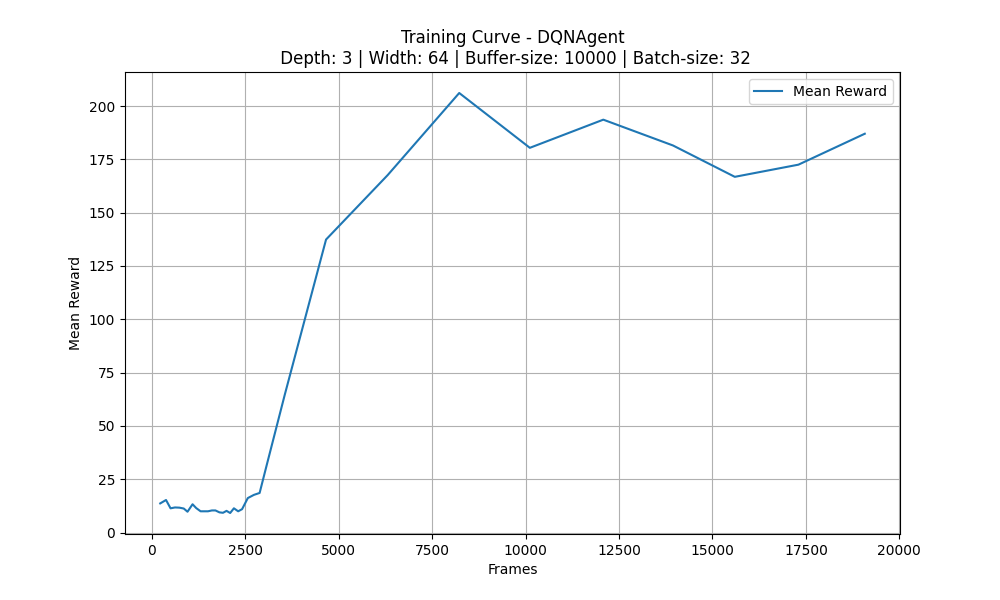 Training Curve - DQNAgent
Depth: 3 | Width: 64 | Buffer-size: 10000 | Batch-size: 32
Mean Reward
200
175
150
125
100
75
50
25
0
Mean Reward
0 2500 5000 7500 10000 12500 15000 17500 20000
Frames